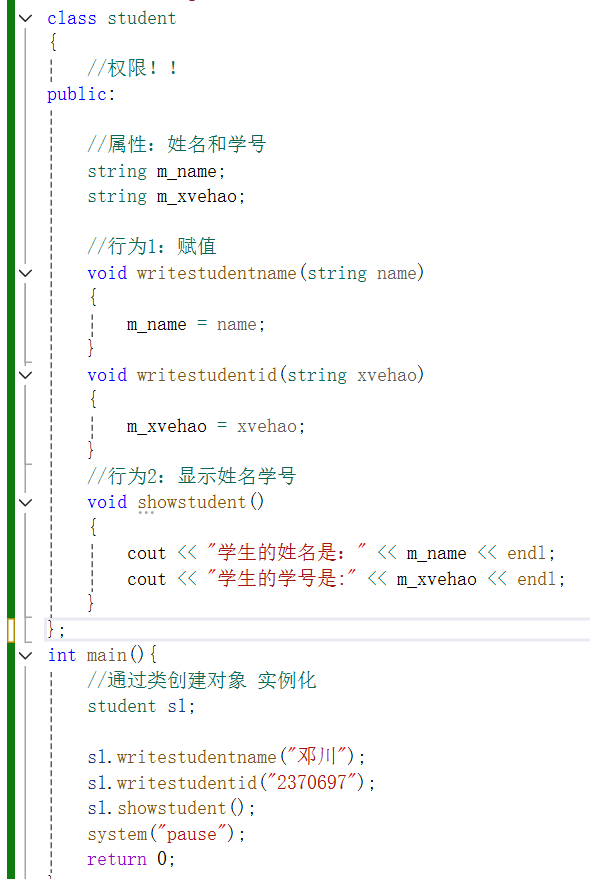 class student
{
//权限！！
public:
//属性：姓名和学号
string m_name;
string m_xvehao;
//行为1：赋值
void writestudentname(string name)
{
m_name = name;
}
void writestudentid(string xvehao)
{
m_xvehao = xvehao;
}
//行为2：显示姓名学号
void showstudent()
{
cout << "学生的姓名是：" << m_name << endl;
cout << "学生的学号是:" << m_xvehao << endl;
}
};
int main(){
//通过类创建对象 实例化
student sl;
sl.writestudentname("邓川");
sl.writestudentid("2370697");
sl.showstudent();
system("pause");
return 0;